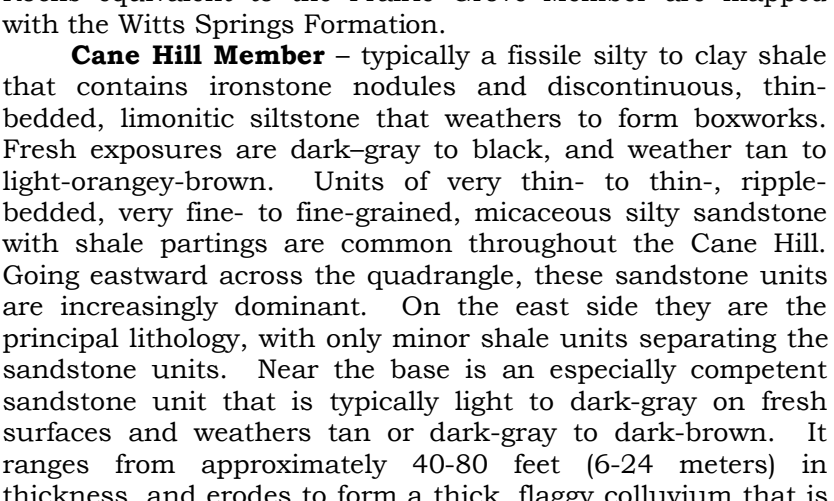 Rocks equivalent to the Prairie Grove Member are mapped
with the Witts Springs Formation.
Cane Hill Member – typically a fissile silty to clay shale
that contains ironstone nodules and discontinuous, thin-
bedded, limonitic siltstone that weathers to form boxworks.
Fresh exposures are dark–gray to black, and weather tan to
light-orangey-brown. Units of very thin- to thin-, ripple-
bedded, very fine- to fine-grained, micaceous silty sandstone
with shale partings are common throughout the Cane Hill.
Going eastward across the quadrangle, these sandstone units
are increasingly dominant. On the east side they are the
principal lithology, with only minor shale units separating the
sandstone units. Near the base is an especially competent
sandstone unit that is typically light to dark-gray on fresh
surfaces and weathers tan or dark-gray to dark-brown. It
ranges from approximately 40-80 feet (6-24 meters) in
thickness, and erodes to form a thick, flaggy colluvium that is